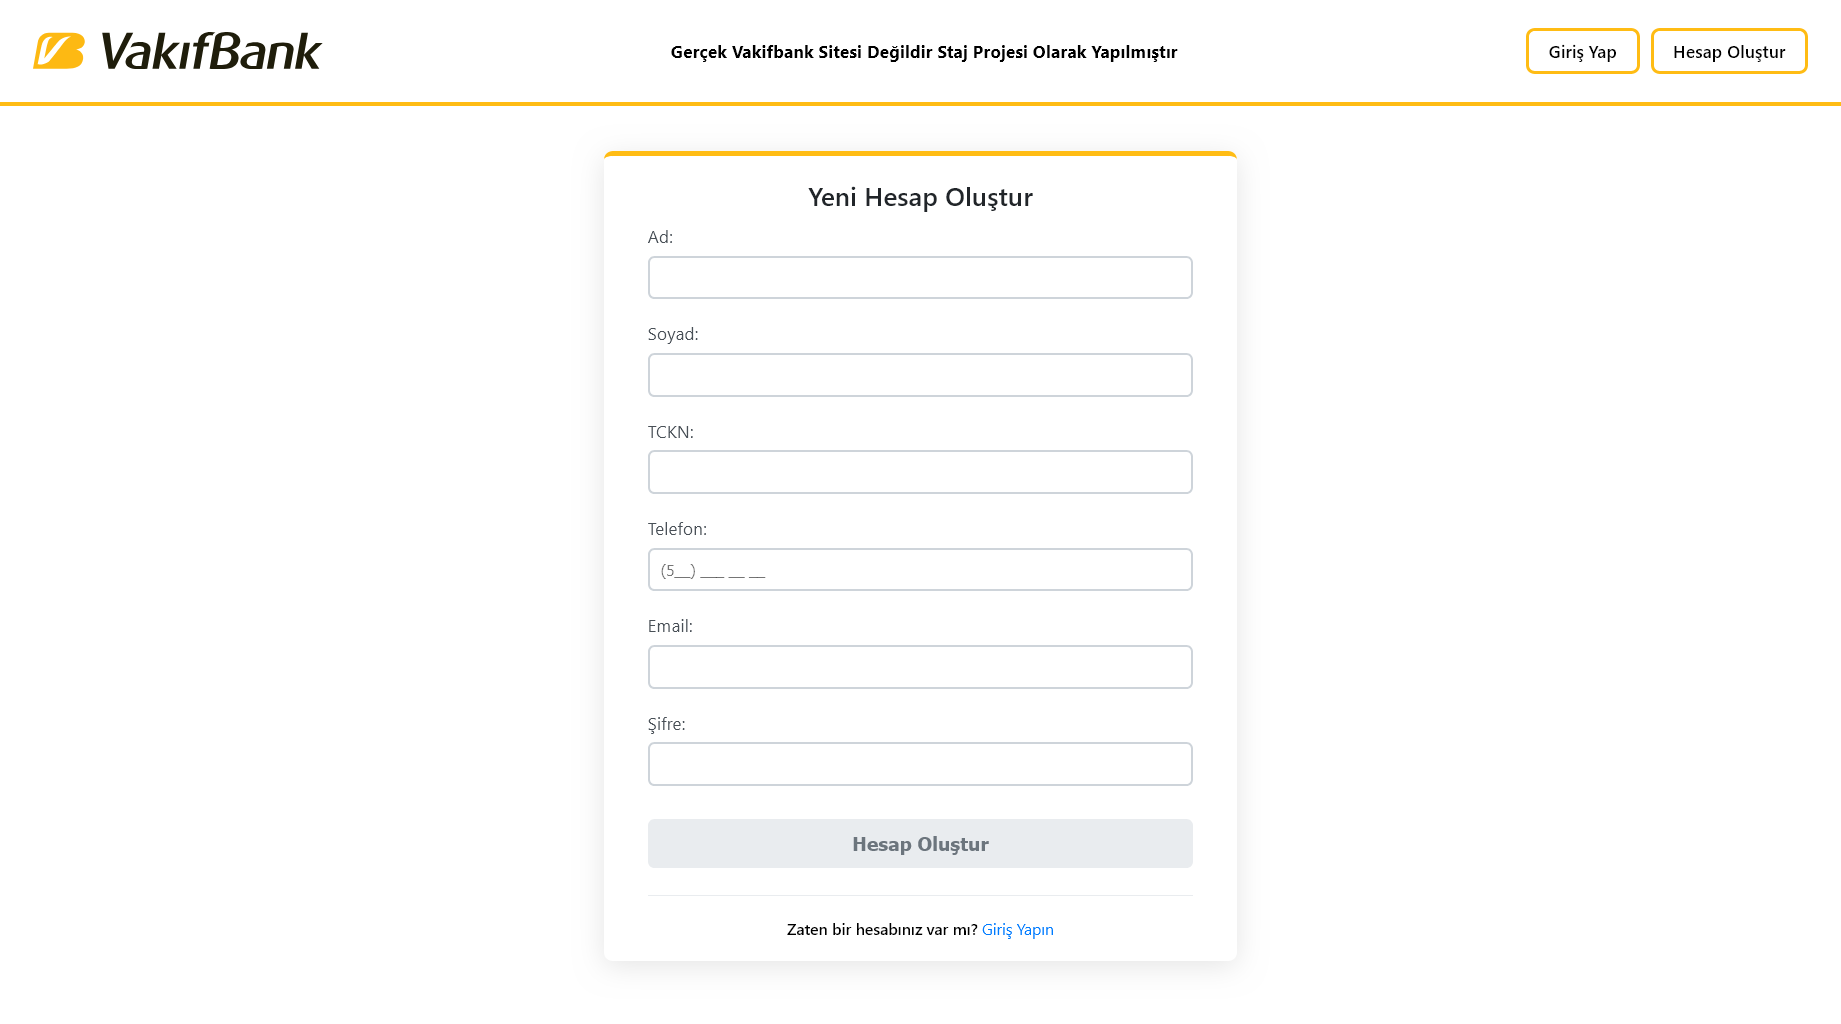 VakıfBank
Gerçek Vakifbank Sitesi Değildir Staj Projesi Olarak Yapılmıştır
Giriş Yap
Hesap Oluştur
Yeni Hesap Oluştur
Ad:
Soyad:
TCKN:
Telefon:
(5__) ___ __ __
Email:
Şifre:
Hesap Oluştur
Zaten bir hesabınız var mı? Giriş Yapın